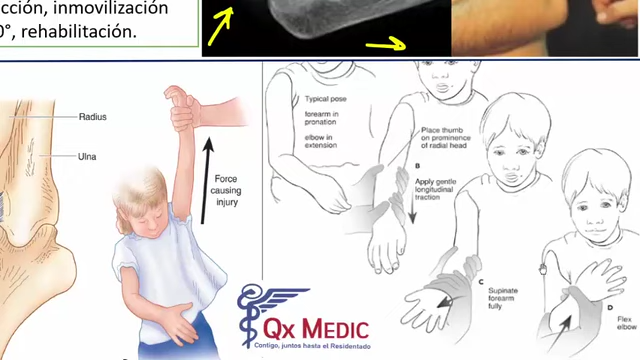 cción, inmovilización
0°, rehabilitación.
Radius
Ulna
Force
causing
injury
Typical pose
forearm in
pronation
elbow in
extension
Place thumb
on prominence
of radial head
B
Apply gentle
longitudinal
traction
C
Supinate
forearm
fully
D
Flex
elbow
QX MEDIC
Contigo, juntos hasta el Residentado